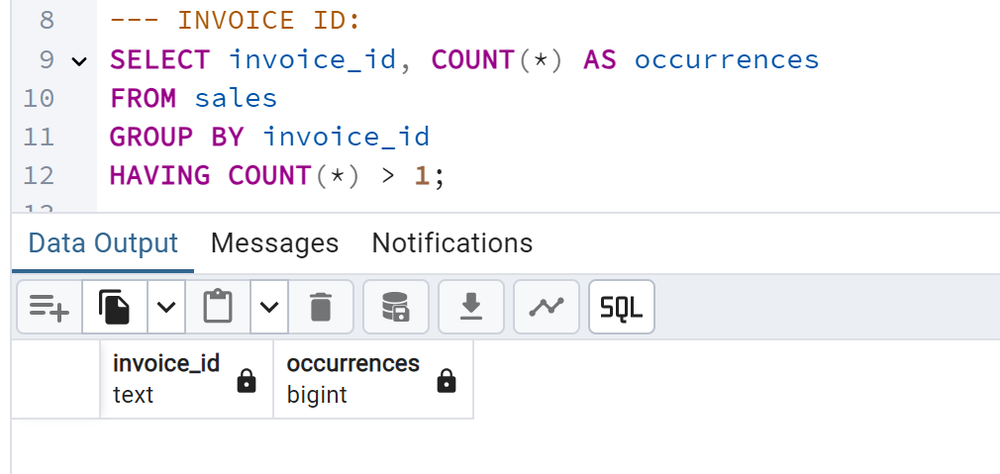 8 --- INVOICE ID:
9 SELECT invoice_id, COUNT(*) AS occurrences
10 FROM sales
11 GROUP BY invoice_id
12 HAVING COUNT(*) > 1;
13
Data Output Messages Notifications
SQL
invoice_id occurrences
text bigint